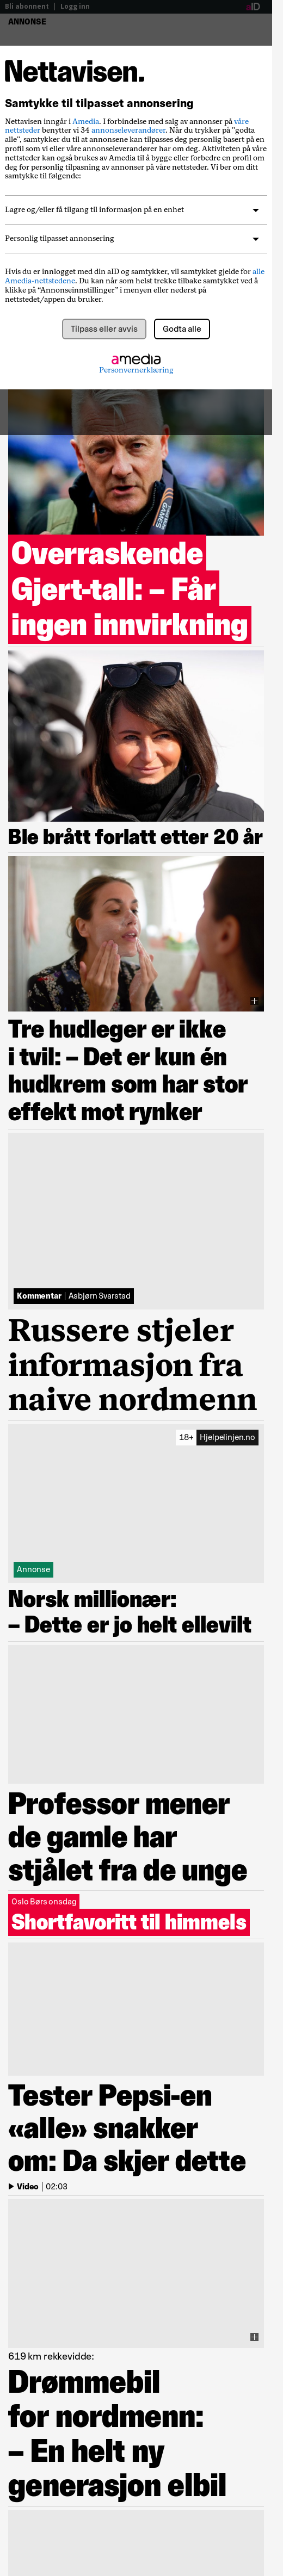 Bli abonnent | Logg inn
aID
ANNONSE
Nettavisen.
Samtykke til tilpasset annonsering
Nettavisen inngår i Amedia. I forbindelse med salg av annonser på våre
nettsteder benytter vi 34 annonseleverandører. Når du trykker på "godta
alle", samtykker du til at annonsene kan tilpasses deg personlig basert på en
profil som vi eller våre annonseleverandører har om deg. Aktiviteten på våre
nettsteder kan også brukes av Amedia til å bygge eller forbedre en profil om
deg for personlig tilpasning av annonser på våre nettsteder. Vi ber om ditt
samtykke til følgende:
Lagre og/eller få tilgang til informasjon på en enhet
Personlig tilpasset annonsering
Hvis du er innlogget med din aID og samtykker, vil samtykket gjelde for alle
Amedia-nettstedene. Du kan når som helst trekke tilbake samtykket ved å
klikke på “Annonseinnstillinger” i menyen eller nederst på
nettstedet/appen du bruker.
Tilpass eller avvis Godta alle
amedia
Personvernerklæring
GAMES
Overraskende
Gjert-tall: – Får
ingen innvirkning
Ble brått forlatt etter 20 år
Tre hudleger er ikke
i tvil: – Det er kun én
hudkrem som har stor
effekt mot rynker
Kommentar | Asbjørn Svarstad
Russere stjeler
informasjon fra
naive nordmenn
18+ Hjelpelinjen.no
Annonse
Norsk millionær:
– Dette er jo helt ellevilt
Professor mener
de gamle har
stjålet fra de unge
Oslo Børs onsdag
Shortfavoritt til himmels
Tester Pepsi-en
«alle» snakker
om: Da skjer dette
Video | 02:03
619 km rekkevidde:
Drømmebil
for nordmenn:
– En helt ny
generasjon elbil